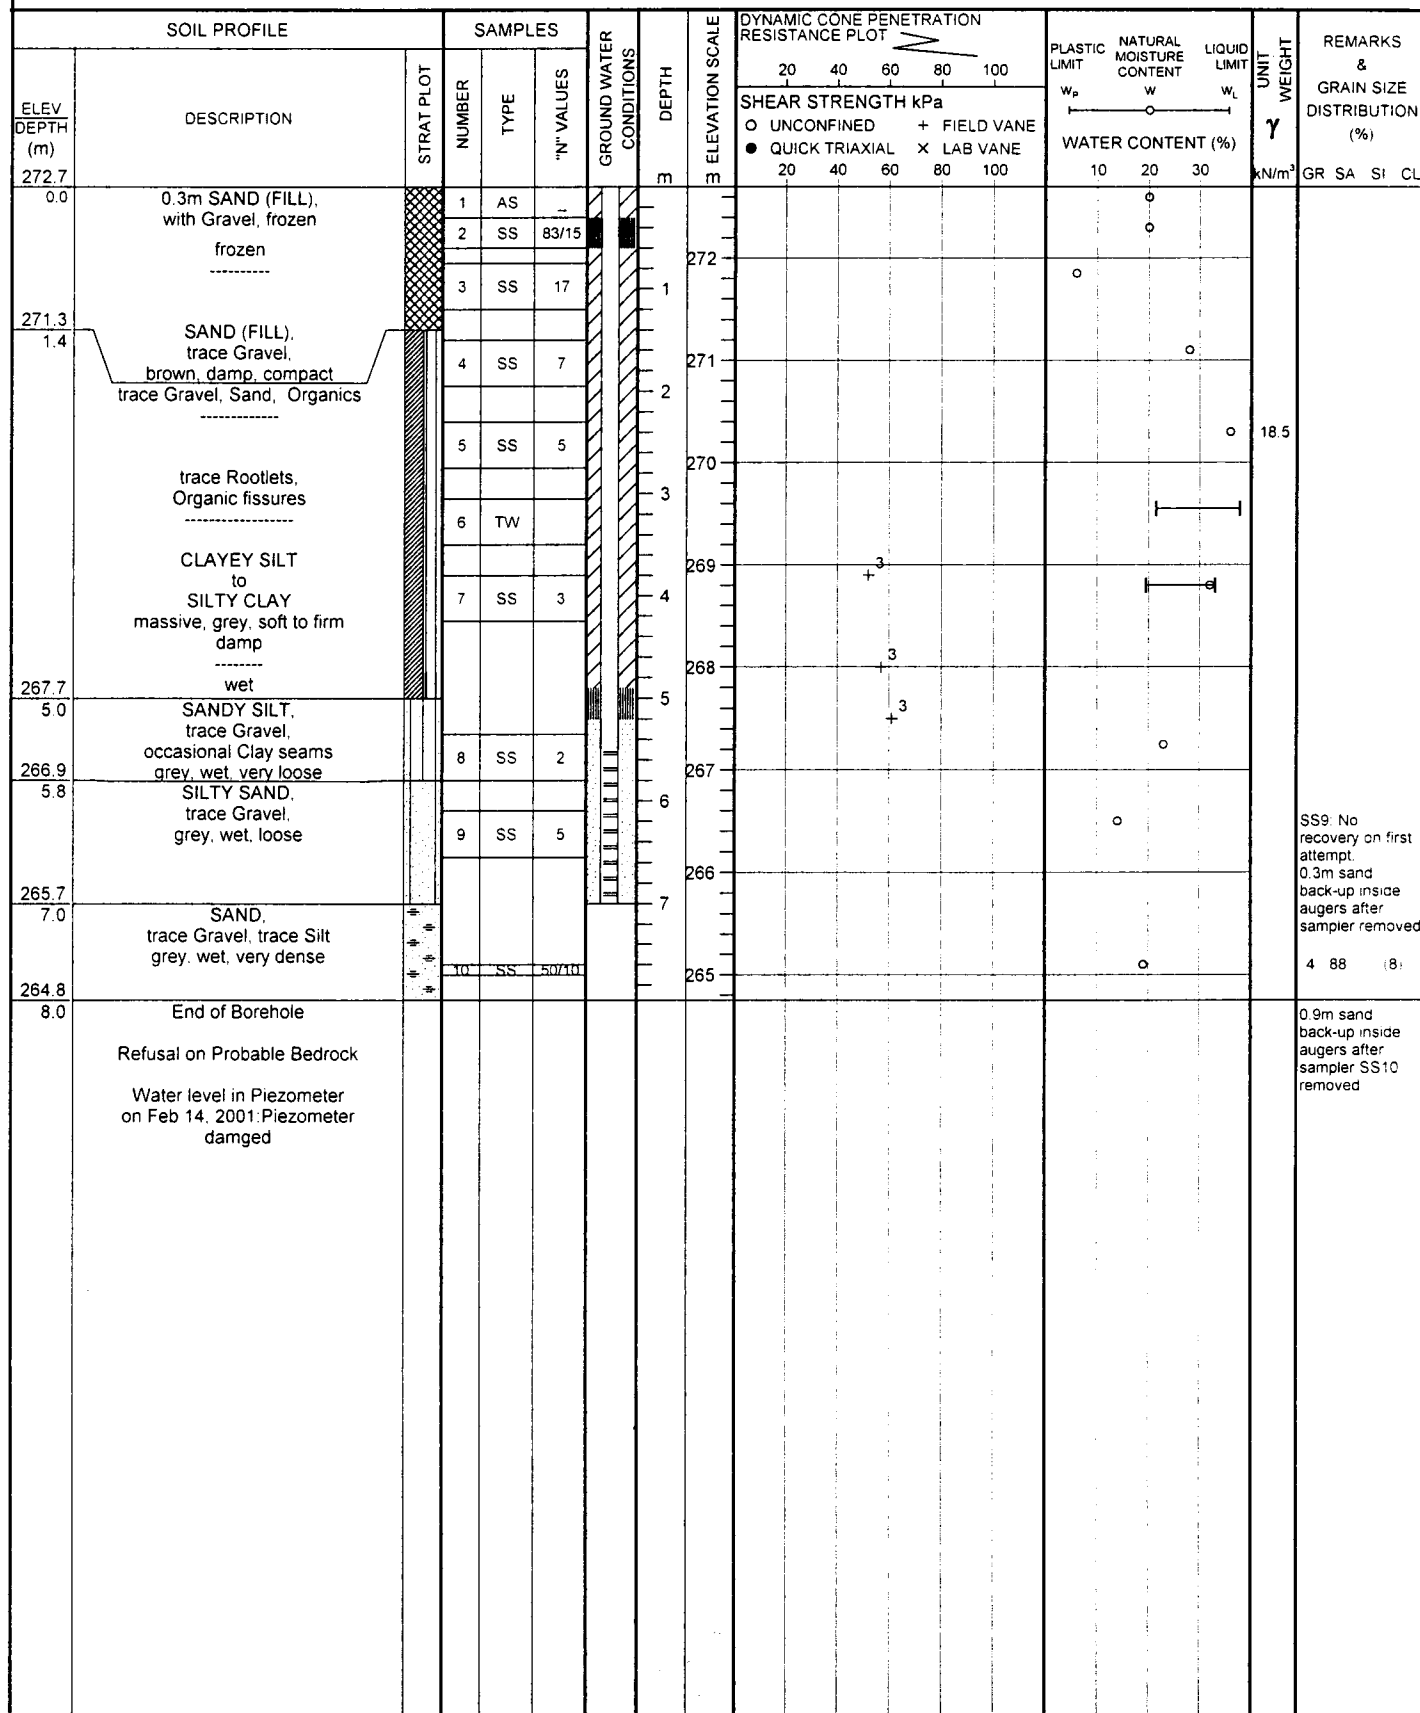 SOIL PROFILE
SAMPLES
GROUND WATER
CONDITIONS
DEPTH
m
ELEVATION SCALE
m
DYNAMIC CONE PENETRATION
RESISTANCE PLOT
20 40 60 80 100
SHEAR STRENGTH kPa
O UNCONFINED + FIELD VANE
● QUICK TRIAXIAL × LAB VANE
20 40 60 80 100
PLASTIC LIMIT
NATURAL MOISTURE CONTENT
LIQUID LIMIT
WP W WL
WATER CONTENT (%)
10 20 30
UNIT WEIGHT
γ
kN/m³
REMARKS
&
GRAIN SIZE
DISTRIBUTION
(%)
GR SA SI CL
ELEV
DEPTH
(m)
DESCRIPTION
STRAT PLOT
NUMBER
TYPE
"N" VALUES
272.7
0.0
0.3m SAND (FILL),
with Gravel, frozen
frozen
----------
1 AS _
2 SS 83/15
272
3 SS 17
1
271.3
1.4
SAND (FILL),
trace Gravel,
brown, damp, compact
trace Gravel, Sand, Organics
-------------
4 SS 7
271
2
5 SS 5
18.5
270
trace Rootlets,
Organic fissures
------------------
3
6 TW
CLAYEY SILT
to
SILTY CLAY
massive, grey, soft to firm
damp
--------
wet
269
3
7 SS 3
4
3
268
267.7
5.0
5
3
SANDY SILT,
trace Gravel,
occasional Clay seams
grey, wet, very loose
8 SS 2
267
266.9
5.8
SILTY SAND,
trace Gravel,
grey, wet, loose
6
9 SS 5
SS9: No
recovery on first
attempt.
0.3m sand
back-up inside
augers after
sampler removed
266
265.7
7.0
7
SAND,
trace Gravel, trace Silt
grey, wet, very dense
10 SS 50/10
4 88 (8)
265
264.8
8.0
End of Borehole
0.9m sand
back-up inside
augers after
sampler SS10
removed
Refusal on Probable Bedrock
Water level in Piezometer
on Feb 14, 2001:Piezometer
damged